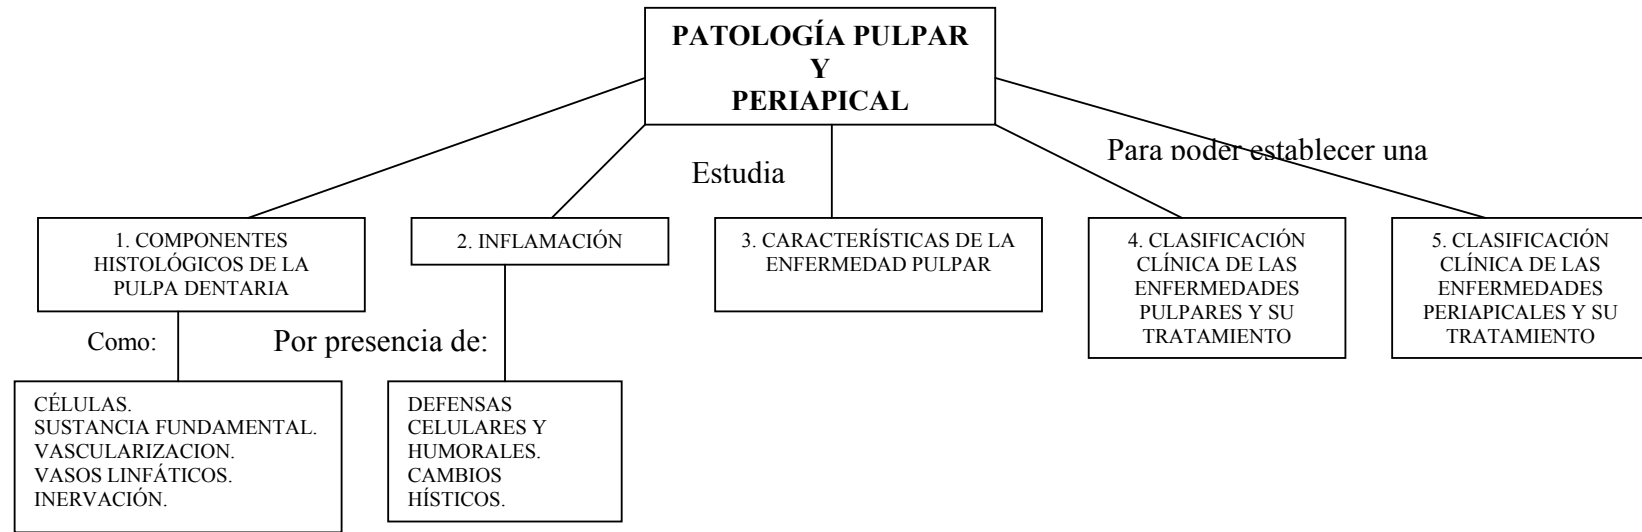 PATOLOGÍA PULPAR
Y
PERIAPICAL
Estudia
Para poder establecer una
1. COMPONENTES
HISTOLÓGICOS DE LA
PULPA DENTARIA
2. INFLAMACIÓN
3. CARACTERÍSTICAS DE LA
ENFERMEDAD PULPAR
4. CLASIFICACIÓN
CLÍNICA DE LAS
ENFERMEDADES
PULPARES Y SU
TRATAMIENTO
5. CLASIFICACIÓN
CLÍNICA DE LAS
ENFERMEDADES
PERIAPICALES Y SU
TRATAMIENTO
Como:
Por presencia de:
CÉLULAS.
SUSTANCIA FUNDAMENTAL.
VASCULARIZACION.
VASOS LINFÁTICOS.
INERVACIÓN.
DEFENSAS
CELULARES Y
HUMORALES.
CAMBIOS
HÍSTICOS.